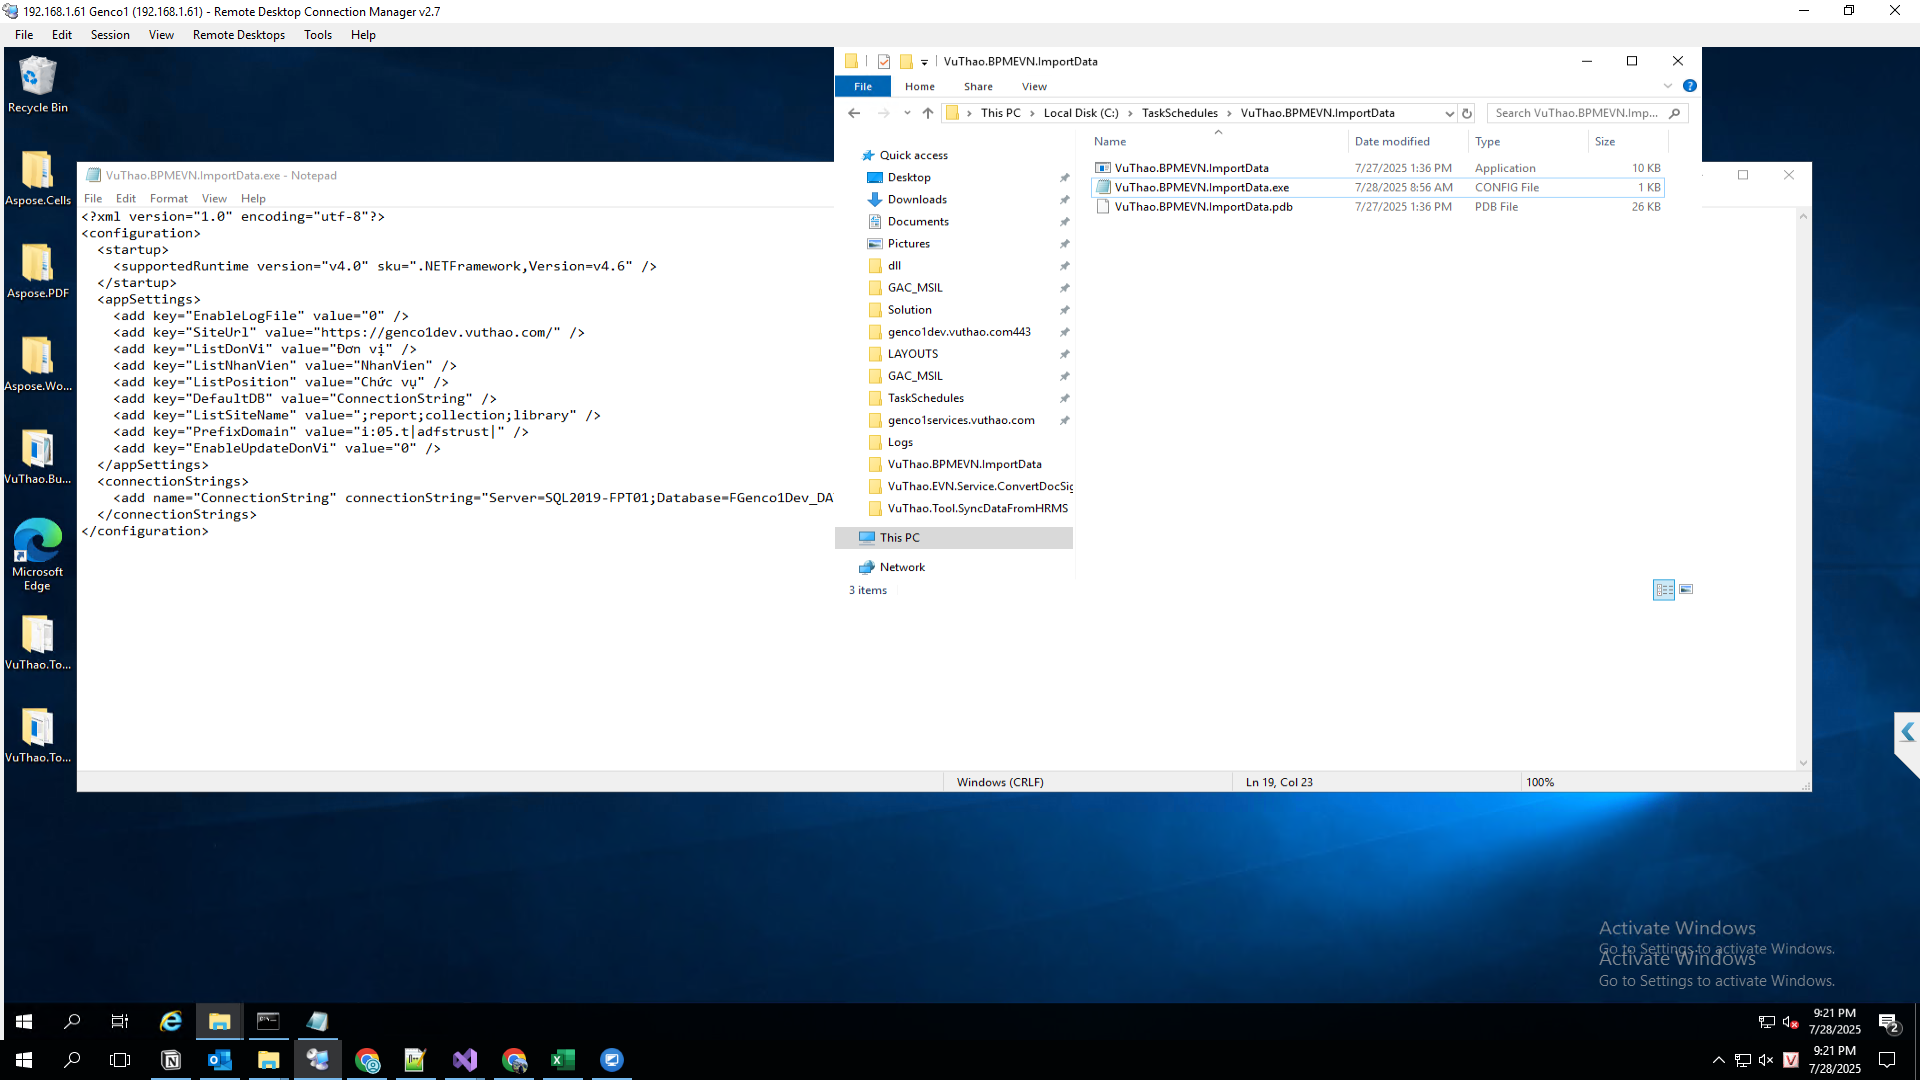 192.168.1.61 Genco1 (192.168.1.61) - Remote Desktop Connection Manager v2.7
File Edit Session View Remote Desktops Tools Help
Recycle Bin
Aspose.Cells
Aspose.PDF
Aspose.Wo...
VuThao.Bu...
Microsoft
Edge
VuThao.To...
VuThao.To...
VuThao.BPMEVN.ImportData.exe - Notepad
File Edit Format View Help
<?xml version="1.0" encoding="utf-8"?>
<configuration>
<startup>
<supportedRuntime version="v4.0" sku=".NETFramework,Version=v4.6" />
</startup>
<appSettings>
<add key="EnableLogFile" value="0" />
<add key="SiteUrl" value="https://genco1dev.vuthao.com/" />
<add key="ListDonVi" value="Đơn vị" />
<add key="ListNhanVien" value="NhanVien" />
<add key="ListPosition" value="Chức vụ" />
<add key="DefaultDB" value="ConnectionString" />
<add key="ListSiteName" value=";report;collection;library" />
<add key="PrefixDomain" value="i:05.t|adfstrust|" />
<add key="EnableUpdateDonVi" value="0" />
</appSettings>
<connectionStrings>
<add name="ConnectionString" connectionString="Server=SQL2019-FPT01;Database=FGenco1Dev_DA
</connectionStrings>
</configuration>
Windows (CRLF) Ln 19, Col 23 100%
VuThao.BPMEVN.ImportData
File Home Share View
This PC Local Disk (C:) TaskSchedules VuThao.BPMEVN.ImportData
Search VuThao.BPMEVN.Imp...
Quick access
Desktop
Downloads
Documents
Pictures
dll
GAC_MSIL
Solution
genco1dev.vuthao.com443
LAYOUTS
GAC_MSIL
TaskSchedules
genco1services.vuthao.com
Logs
VuThao.BPMEVN.ImportData
VuThao.EVN.Service.ConvertDocSig
VuThao.Tool.SyncDataFromHRMS
This PC
Network
3 items
Name Date modified Type Size
VuThao.BPMEVN.ImportData 7/27/2025 1:36 PM Application 10 KB
VuThao.BPMEVN.ImportData.exe 7/28/2025 8:56 AM CONFIG File 1 KB
VuThao.BPMEVN.ImportData.pdb 7/27/2025 1:36 PM PDB File 26 KB
Activate Windows
Go to Settings to activate Windows.
Activate Windows
Go to Settings to activate Windows.
9:21 PM
7/28/2025
2
9:21 PM
7/28/2025